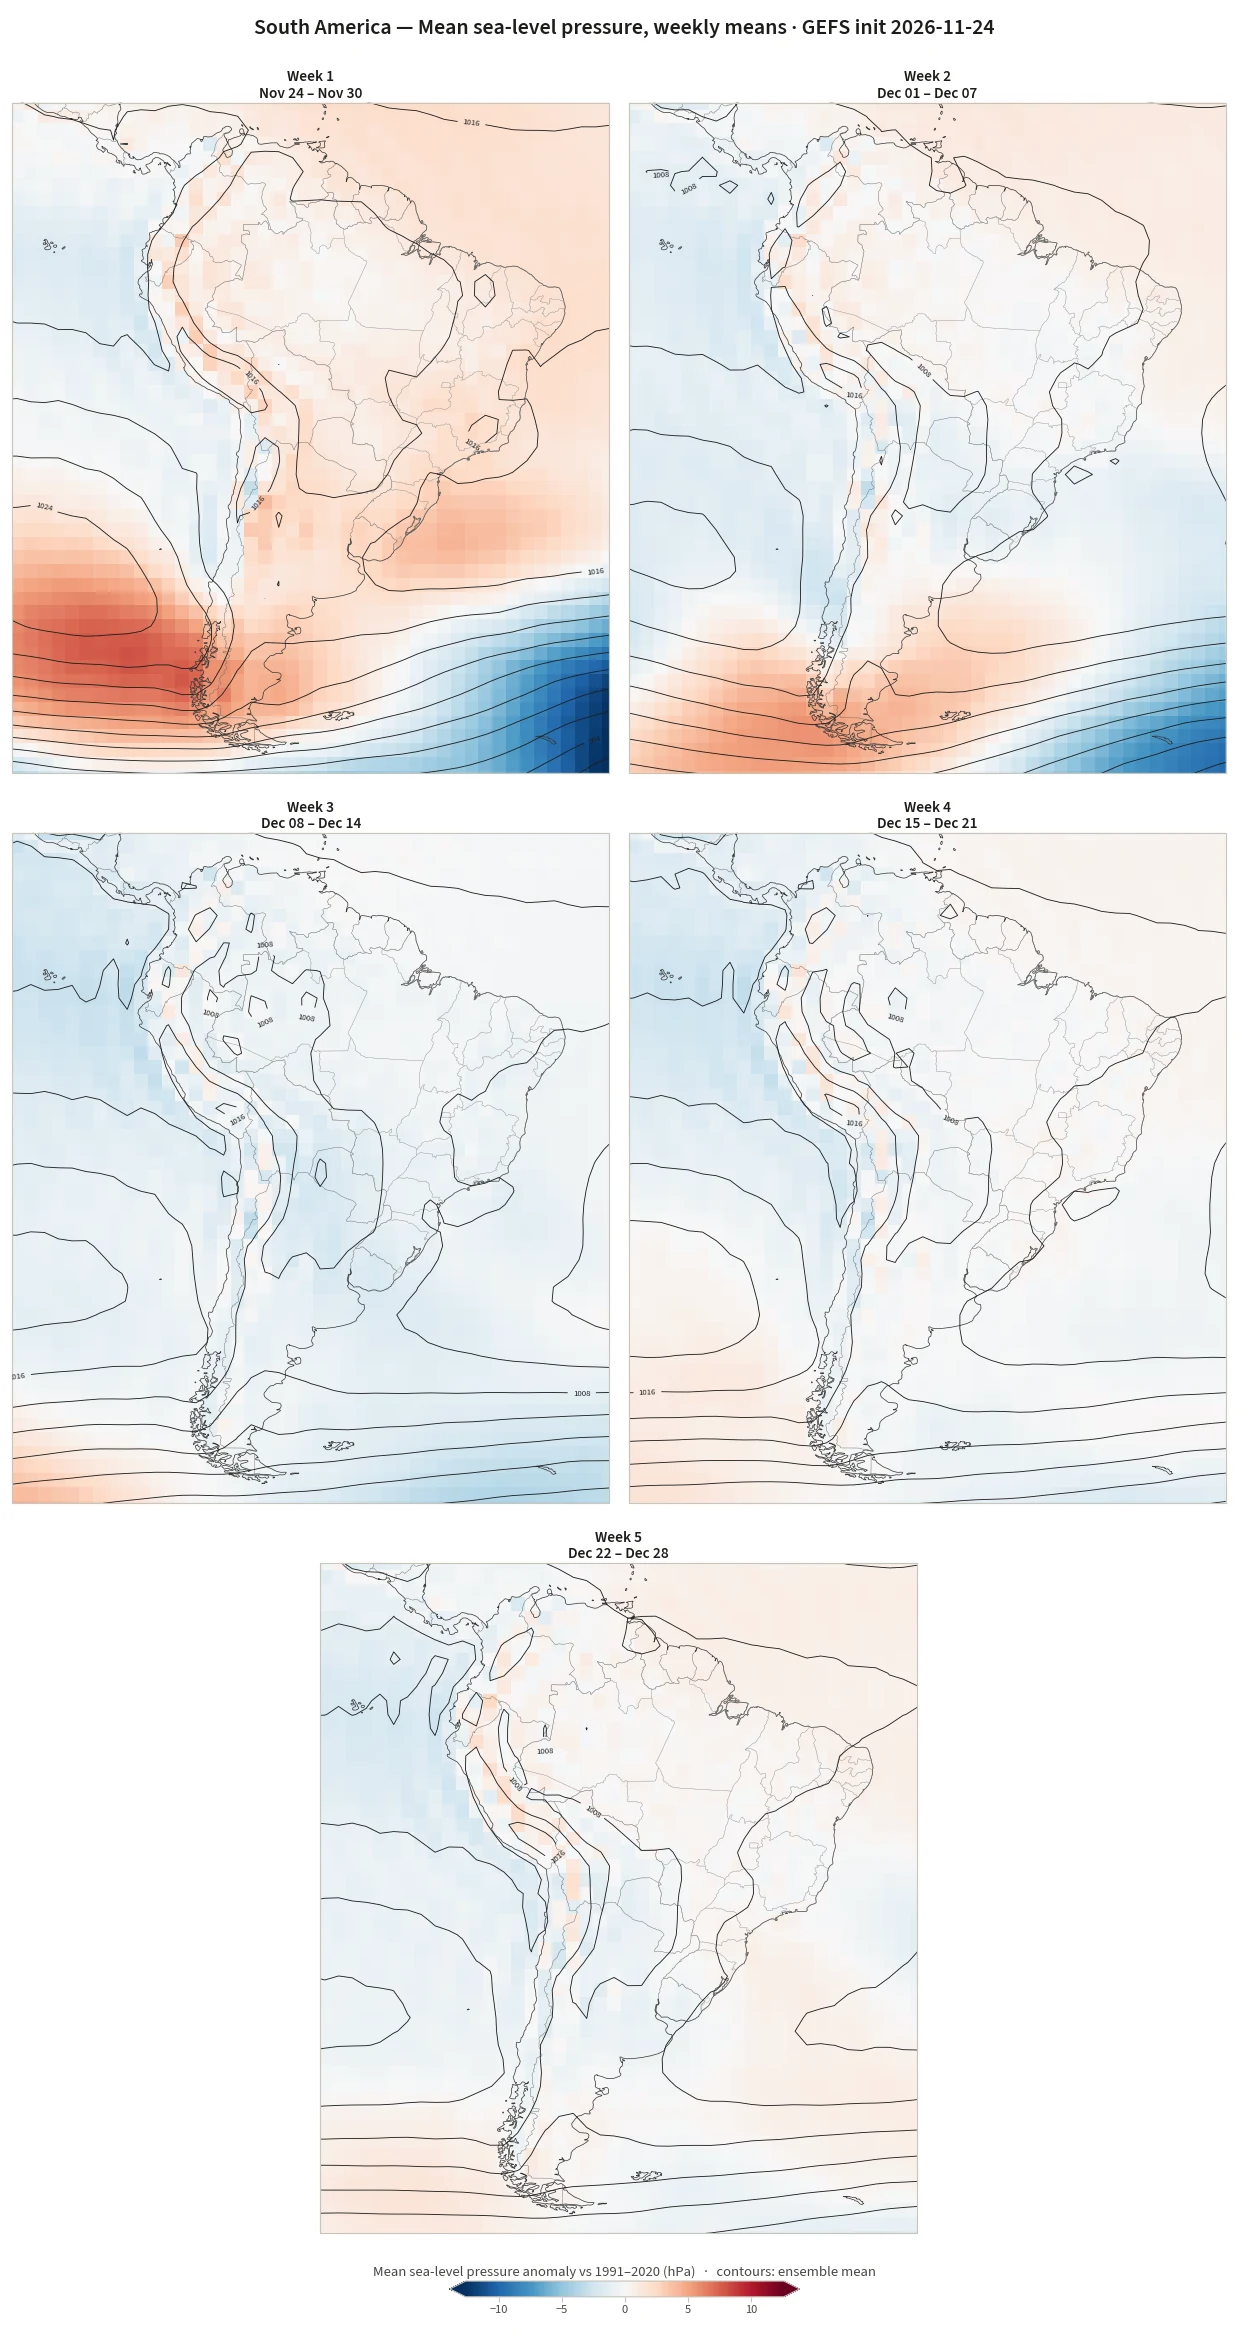 South America — Mean sea-level pressure, weekly means · GEFS init 2026-11-24
Week 1
Nov 24 – Nov 30
1016
1016
1016
1016
1024
1016
Week 2
Dec 01 – Dec 07
1008
1008
1008
1016
Week 3
Dec 08 – Dec 14
1008
1008
1008
1008
1016
016
1008
Week 4
Dec 15 – Dec 21
1008
1008
1016
1016
Week 5
Dec 22 – Dec 28
1008
1008
1008
1016
Mean sea-level pressure anomaly vs 1991–2020 (hPa) · contours: ensemble mean
−10 −5 0 5 10